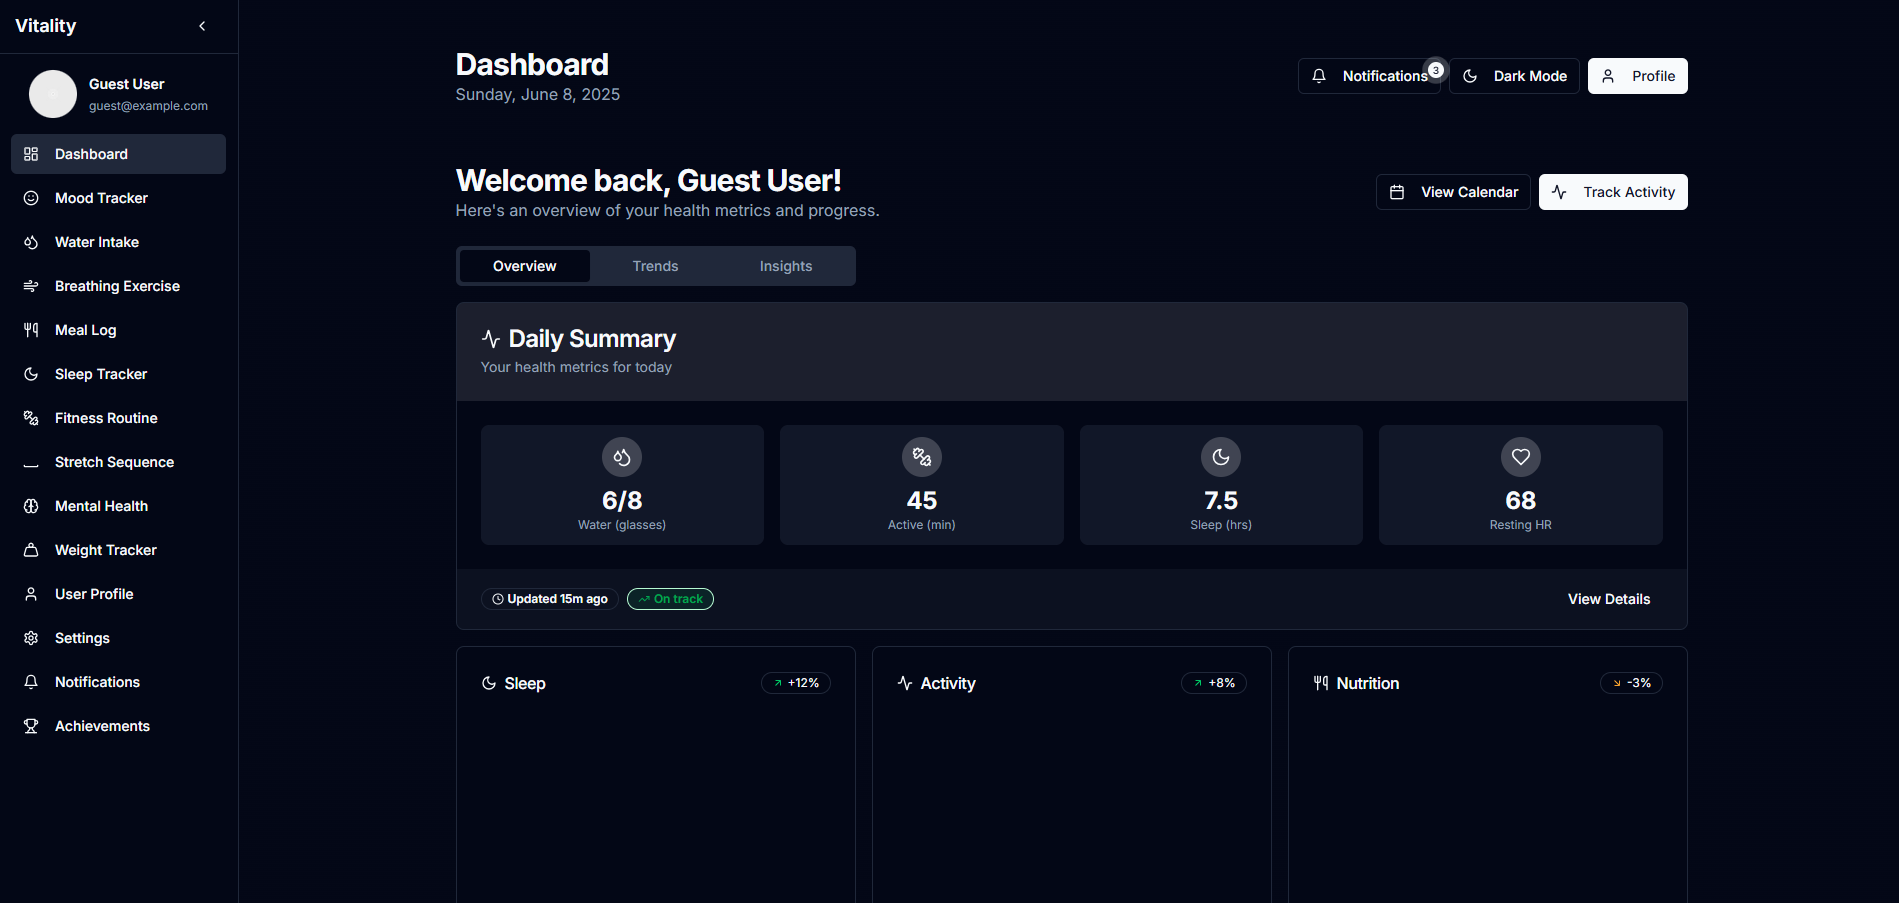 Vitality
Guest User
guest@example.com
Dashboard
Mood Tracker
Water Intake
Breathing Exercise
Meal Log
Sleep Tracker
Fitness Routine
Stretch Sequence
Mental Health
Weight Tracker
User Profile
Settings
Notifications
Achievements
Dashboard
Sunday, June 8, 2025
Notifications 3 Dark Mode Profile
Welcome back, Guest User!
Here's an overview of your health metrics and progress.
View Calendar Track Activity
Overview Trends Insights
Daily Summary
Your health metrics for today
6/8 45 7.5 68
Water (glasses) Active (min) Sleep (hrs) Resting HR
Updated 15m ago On track View Details
Sleep +12% Activity +8% Nutrition -3%